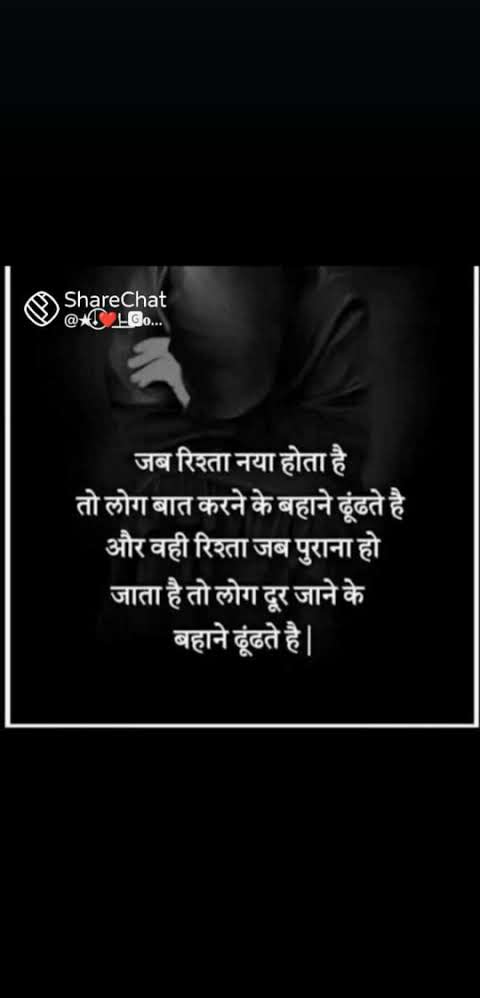 ShareChat
जब रिश्ता नया होता है
तो लोग बात करने के बहाने ढूंढते है
और वही रिश्ता जब पुराना हो
जाता है तो लोग दूर जाने के
बहाने ढूंढते है |